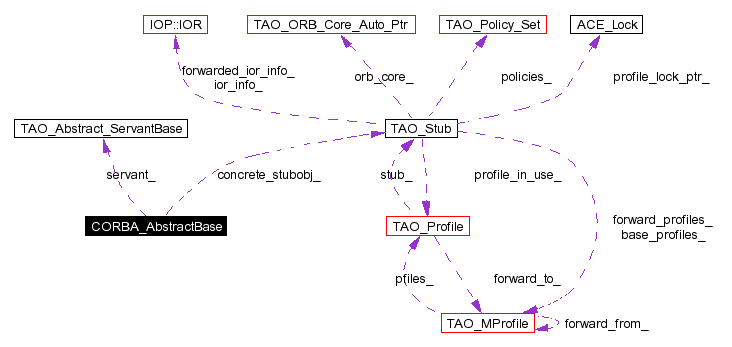 IOP::IOR
TAO_ORB_Core_Auto_Ptr
TAO_Policy_Set
ACE_Lock
forwarded_ior_info_
ior_info_
orb_core_
policies_
profile_lock_ptr_
TAO_Abstract_ServantBase
TAO_Stub
servant_
concrete_stubobj_
stub_
profile_in_use_
CORBA_AbstractBase
TAO_Profile
forward_profiles_
base_profiles_
pfiles_
forward_to_
TAO_MProfile
forward_from_